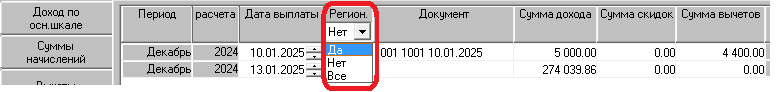 Доход по
осн.шкале
Суммы
начислений
Период расчета Дата выплаты Регион. Документ Сумма дохода Сумма скидок Сумма вычетов
Нет
Декабрь 2024 10.01.2025 Да 001 1001 10.01.2025 5 000.00 0.00 4 400.00
Декабрь 2024 13.01.2025 Нет 274 039.86 0.00 0.00
Все